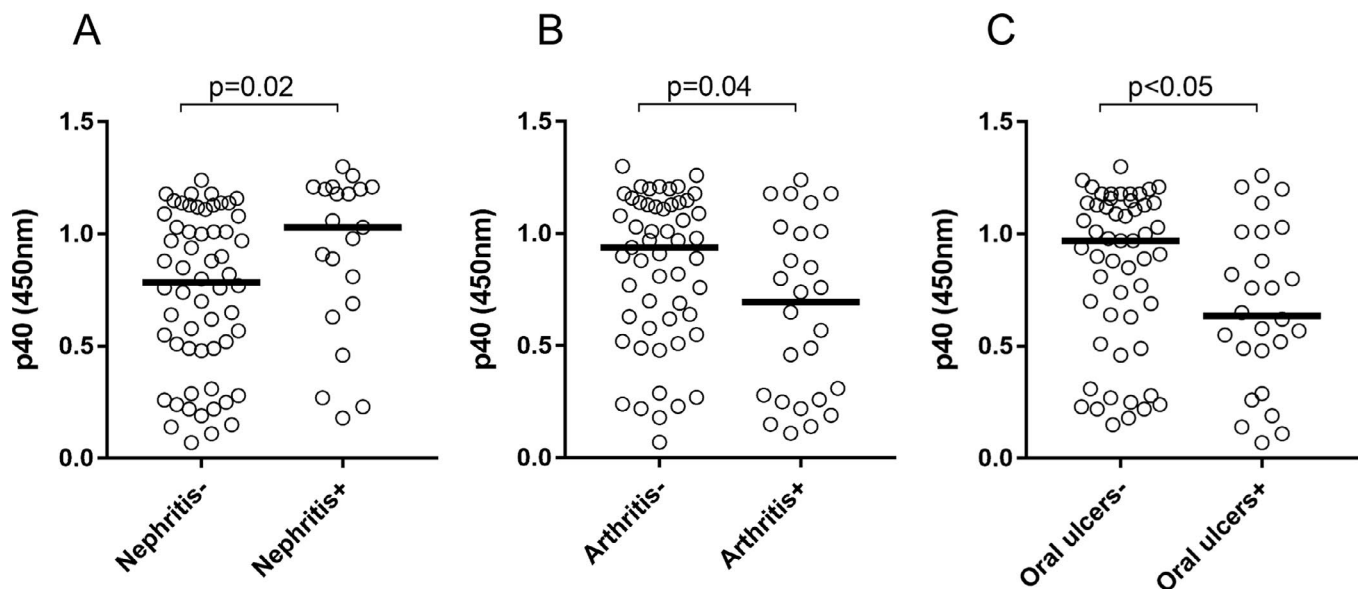 A
p=0.02
p40 (450nm)
1.5
1.0
0.5
0.0
Nephritis-
Nephritis+
B
p=0.04
p40 (450nm)
1.5
1.0
0.5
0.0
Arthritis-
Arthritis+
C
p<0.05
p40 (450nm)
1.5
1.0
0.5
0.0
Oral ulcers-
Oral ulcers+